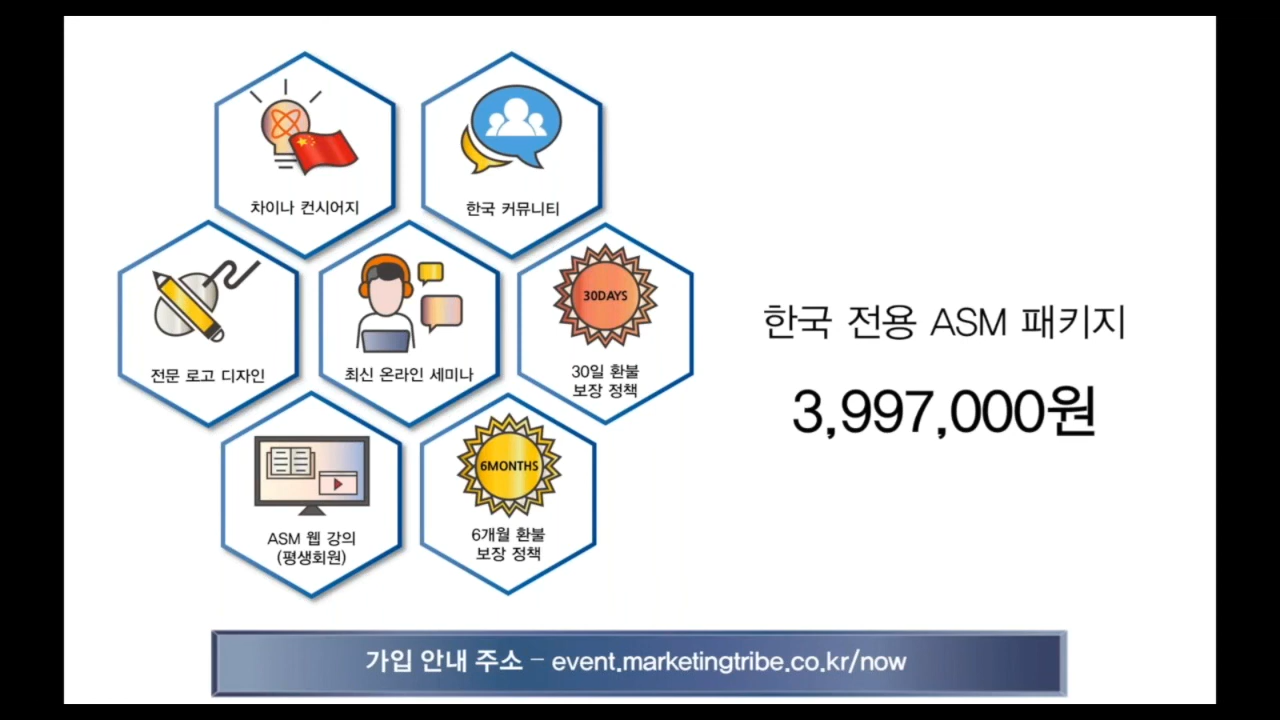 차이나 컨시어지
한국 커뮤니티
전문 로고 디자인
최신 온라인 세미나
30DAYS
30일 환불
보장 정책
ASM 웹 강의
(평생회원)
6MONTHS
6개월 환불
보장 정책
한국 전용 ASM 패키지
3,997,000원
가입 안내 주소 - event.marketingtribe.co.kr/now